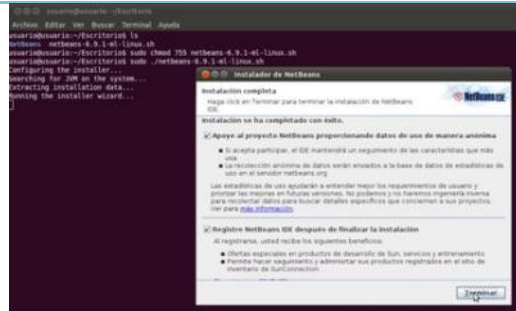 usuario@usuario: ~/Escritorio
Archivo Editar Ver Buscar Terminal Ayuda
usuario@usuario:~/Escritorio$ ls
NetBeans netbeans-6.9.1-ml-linux.sh
usuario@usuario:~/Escritorio$ sudo chmod 755 netbeans-6.9.1-ml-linux.sh
usuario@usuario:~/Escritorio$ sudo ./netbeans-6.9.1-ml-linux.sh
Configuring the installer...
Searching for JVM on the system...
Extracting installation data...
Running the installer wizard...
Instalador de NetBeans
Instalación completa
Haga click en Terminar para terminar la instalación de NetBeans
IDE.
NetBeans IDE
Instalación se ha completado con éxito.
Apoye al proyecto NetBeans proporcionando datos de uso de manera anónima
Si acepta participar, el IDE mantendrá un seguimiento de las características que más
usa.
La recolección anónima de datos serán enviados a la base de datos de estadísticas de
uso en el servidor netbeans.org
Las estadísticas de uso ayudarán a entender mejor los requerimientos de usuario y
priorizar las mejoras en futuras versiones. No podemos y no haremos ingeniería inversa
para recolectar datos para buscar detalles específicos que conciernen a sus proyectos.
Ver para más información.
Registre NetBeans IDE después de finalizar la instalación
Al registrarse, usted recibe los siguientes beneficios:
Ofertas especiales en productos de desarrollo de Sun, servicios y entrenamiento
Permite hacer seguimiento y administrar sus productos registrados en el sitio de
inventario de SunConnection
Terminar